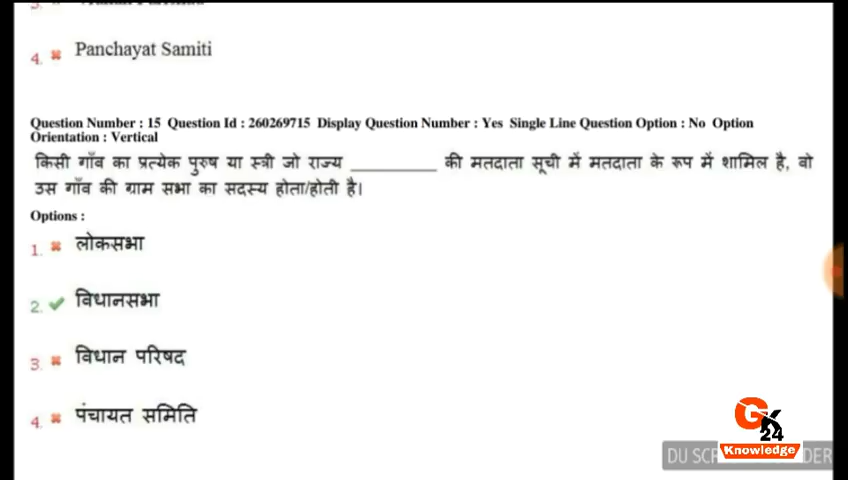 4. Panchayat Samiti
Question Number : 15 Question Id : 260269715 Display Question Number : Yes Single Line Question Option : No Option
Orientation : Vertical
किसी गाँव का प्रत्येक पुरुष या स्त्री जो राज्य __________ की मतदाता सूची में मतदाता के रूप में शामिल है, वो
उस गाँव की ग्राम सभा का सदस्य होता/होती है।
Options :
1. लोकसभा
2. विधानसभा
3. विधान परिषद
4. पंचायत समिति
GK
24
Knowledge
DU SCR DER